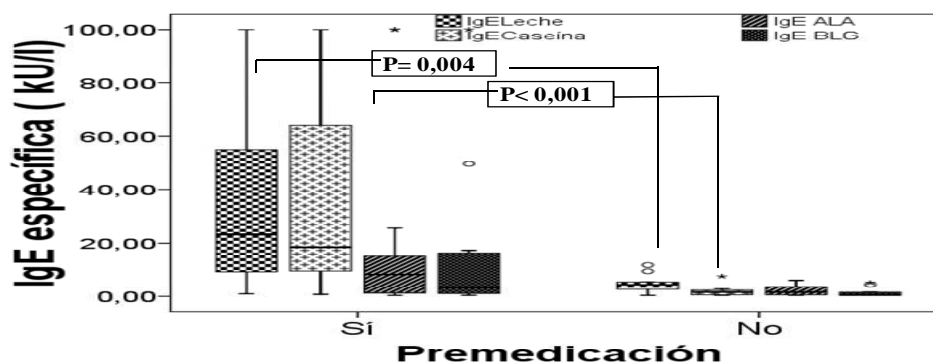 100,00
80,00
60,00
40,00
20,00
0,00
IgE específica ( kU/l)
IgELeche
IgECaseína
IgE ALA
IgE BLG
P= 0,004
P< 0,001
Sí
No
Premedicación